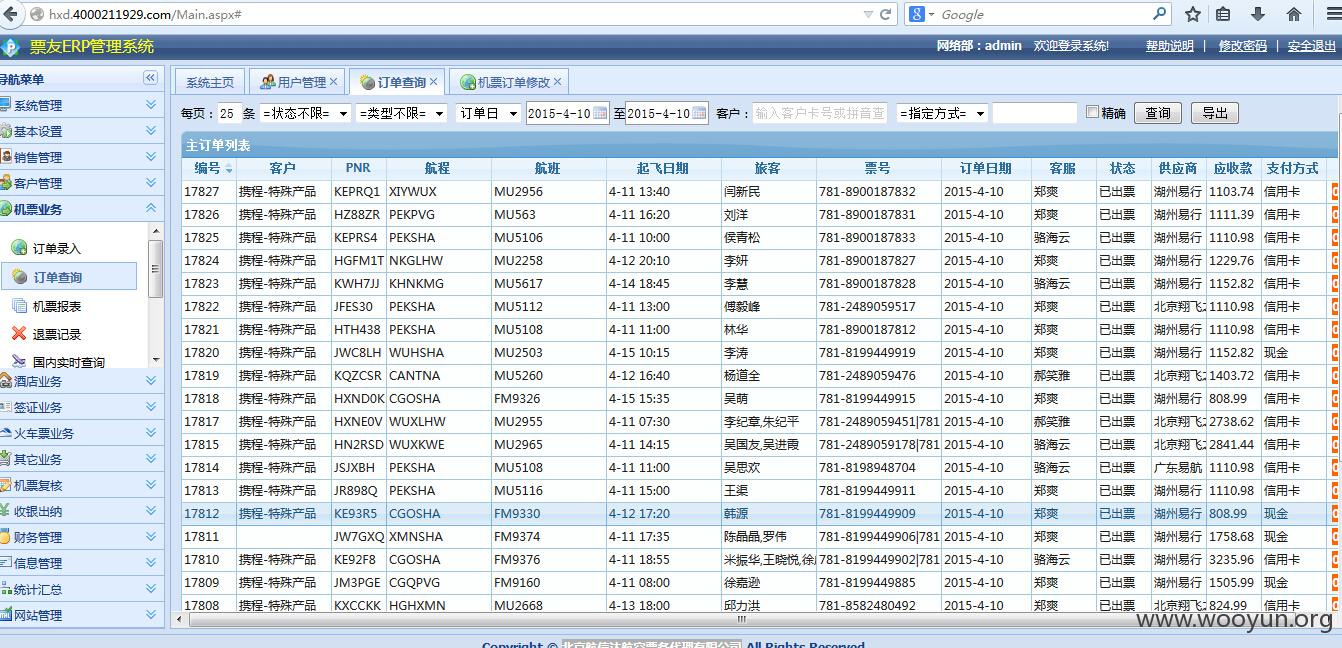 hxd.4000211929.com/Main.aspx#
Google
票友ERP管理系统
网络部：admin 欢迎登录系统! 帮助说明 | 修改密码 | 安全退出
导航菜单
系统主页 用户管理 订单查询 机票订单修改
系统管理
基本设置
销售管理
客户管理
机票业务
订单录入
订单查询
机票报表
退票记录
国内实时查询
酒店业务
签证业务
火车票业务
其它业务
机票复核
收银出纳
财务管理
信息管理
统计汇总
网站管理
每页：25 条 =状态不限= =类型不限= 订单日 2015-4-10 至 2015-4-10 客户： 输入客户卡号或拼音查 =指定方式= 精确 查询 导出
主订单列表
编号 客户 PNR 航程 航班 起飞日期 旅客 票号 订单日期 客服 状态 供应商 应收款 支付方式
17827 携程-特殊产品 KEPRQ1 XIYWUX MU2956 4-11 13:40 闫新民 781-8900187832 2015-4-10 郑爽 已出票 湖州易行 1103.74 信用卡
17826 携程-特殊产品 HZ88ZR PEKPVG MU563 4-11 16:20 刘洋 781-8900187831 2015-4-10 郑爽 已出票 湖州易行 1111.39 信用卡
17825 携程-特殊产品 KEPRS4 PEKSHA MU5106 4-11 10:00 侯青松 781-8900187833 2015-4-10 骆海云 已出票 湖州易行 1110.98 信用卡
17824 携程-特殊产品 HGFM1T NKGLHW MU2258 4-12 20:10 李妍 781-8900187827 2015-4-10 郑爽 已出票 湖州易行 1229.76 信用卡
17823 携程-特殊产品 KWH7JJ KHNKMG MU5617 4-14 18:45 李慧 781-8900187828 2015-4-10 郑爽 已出票 湖州易行 1152.82 信用卡
17822 携程-特殊产品 JFES30 PEKSHA MU5112 4-11 13:00 傅毅峰 781-2489059517 2015-4-10 郑爽 已出票 北京翔飞 1110.98 信用卡
17821 携程-特殊产品 HTH438 PEKSHA MU5108 4-11 11:00 林华 781-8900187812 2015-4-10 郑爽 已出票 湖州易行 1110.98 信用卡
17820 携程-特殊产品 JWC8LH WUHSHA MU2503 4-15 10:15 李涛 781-8199449919 2015-4-10 郑爽 已出票 湖州易行 1152.82 现金
17819 携程-特殊产品 KQZCSR CANTNA MU5260 4-12 16:40 杨道全 781-2489059476 2015-4-10 郝笑雅 已出票 北京翔飞 1403.72 信用卡
17818 携程-特殊产品 HXND0K CGOSHA FM9326 4-15 15:35 吴萌 781-8199449915 2015-4-10 郑爽 已出票 湖州易行 808.99 信用卡
17817 携程-特殊产品 HXNE0V WUXLHW MU2955 4-11 07:30 李纪章,朱纪平 781-2489059451|781 2015-4-10 郝笑雅 已出票 北京翔飞 2738.62 信用卡
17815 携程-特殊产品 HN2RSD WUXKWE MU2965 4-11 14:15 吴国友,吴进霞 781-2489059178|781 2015-4-10 骆海云 已出票 北京翔飞 2841.44 信用卡
17814 携程-特殊产品 JSJXBH PEKSHA MU5108 4-11 11:00 吴思欢 781-8198948704 2015-4-10 骆海云 已出票 广东易航 1110.98 信用卡
17813 携程-特殊产品 JR898Q PEKSHA MU5116 4-11 15:00 王渠 781-8199449911 2015-4-10 郑爽 已出票 湖州易行 1110.98 信用卡
17812 携程-特殊产品 KE93R5 CGOSHA FM9330 4-12 17:20 韩源 781-8199449909 2015-4-10 郑爽 已出票 湖州易行 808.99 现金
17811 JW7GXQ XMNSHA FM9374 4-11 17:35 陈晶晶,罗伟 781-8199449906|781 2015-4-10 郑爽 已出票 湖州易行 1758.68 现金
17810 携程-特殊产品 KE92F8 CGOSHA FM9376 4-11 18:55 米振华,王晓悦,徐 781-8199449902|781 2015-4-10 骆海云 已出票 湖州易行 3235.96 信用卡
17809 携程-特殊产品 JM3PGE CGQPVG FM9160 4-11 08:00 徐嘉逊 781-8199449885 2015-4-10 郑爽 已出票 湖州易行 1505.99 现金
17808 携程-特殊产品 KXCCKK HGHXMN MU2668 4-13 18:00 邱力洪 781-8582480492 2015-4-10 郑爽 已出票 北京翔飞 824.99 信用卡
www.wooyun.org
Copyright © All Rights Reserved